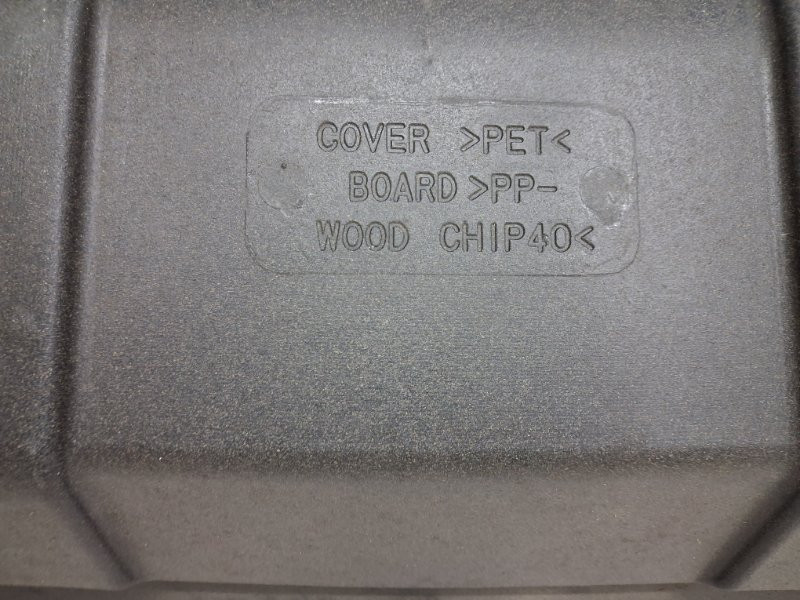 COVER >PET<
BOARD >PP-
WOOD CHIP40<